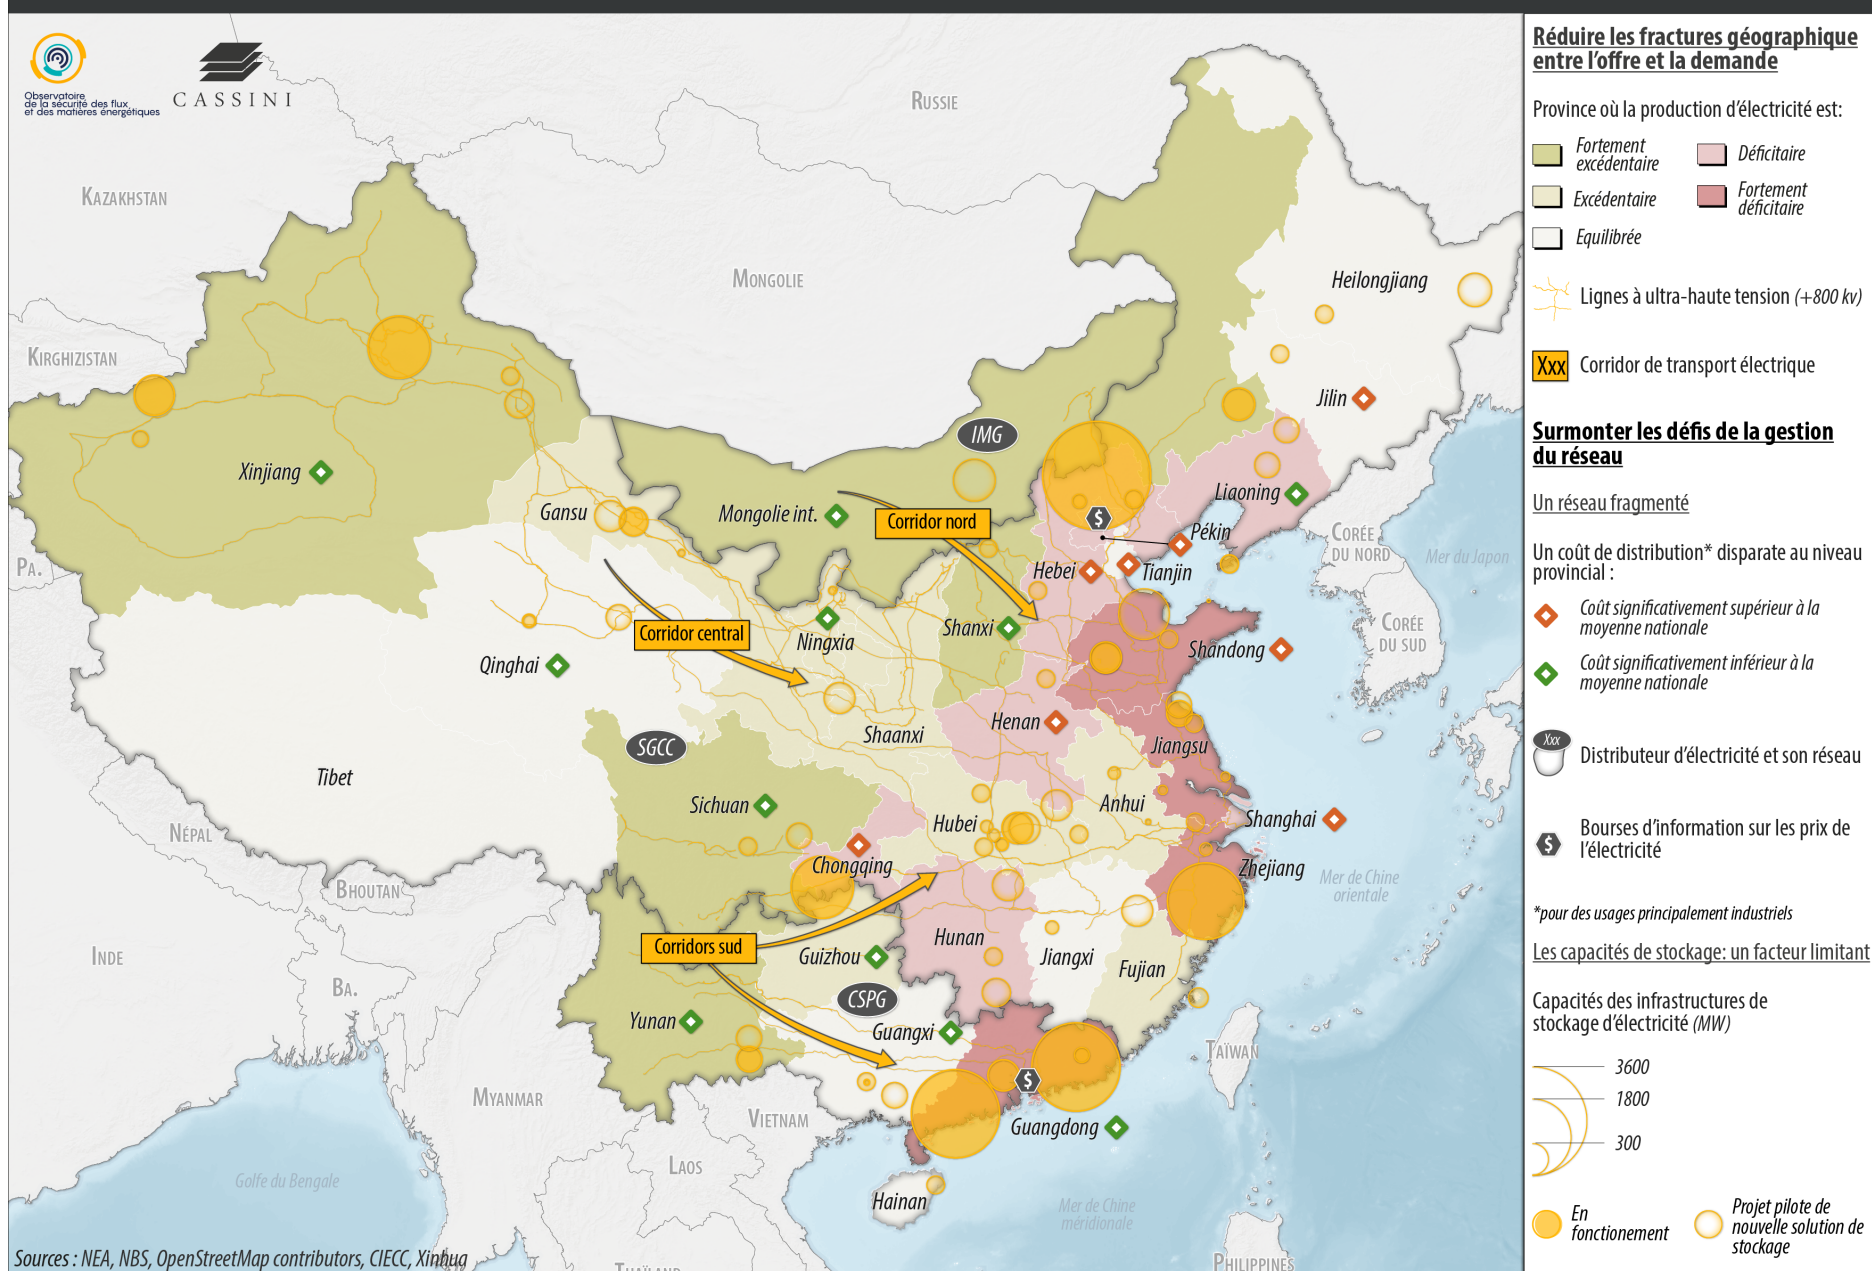 Observatoire
de la sécurité des flux
et des matières énergétiques
CASSINI
RUSSIE
KAZAKHSTAN
MONGOLIE
KIRGHIZISTAN
PA.
NÉPAL
BHOUTAN
INDE
BA.
MYANMAR
LAOS
VIETNAM
THAÏLAND
PHILIPPINES
TAÏWAN
CORÉE
DU NORD
CORÉE
DU SUD
Mer du Japon
Mer de Chine
orientale
Mer de Chine
méridionale
Golfe du Bengale
Heilongjiang
Jilin
Liaoning
Xinjiang
Gansu
Mongolie int.
IMG
Corridor nord
Pékin
Hebei
Tianjin
Shanxi
Ningxia
Corridor central
Qinghai
Shandong
Henan
Shaanxi
Jiangsu
SGCC
Tibet
Sichuan
Hubei
Anhui
Shanghai
Chongqing
Zhejiang
Corridors sud
Guizhou
Hunan
Jiangxi
Fujian
CSPG
Yunan
Guangxi
Guangdong
Hainan
$
$
Sources : NEA, NBS, OpenStreetMap contributors, CIECC, Xinhua
Réduire les fractures géographique
entre l'offre et la demande
Province où la production d'électricité est:
Fortement
excédentaire
Déficitaire
Excédentaire
Fortement
déficitaire
Equilibrée
Lignes à ultra-haute tension (+800 kv)
Xxx
Corridor de transport électrique
Surmonter les défis de la gestion
du réseau
Un réseau fragmenté
Un coût de distribution* disparate au niveau
provincial :
Coût significativement supérieur à la
moyenne nationale
Coût significativement inférieur à la
moyenne nationale
Xxx
Distributeur d'électricité et son réseau
$
Bourses d'information sur les prix de
l'électricité
*pour des usages principalement industriels
Les capacités de stockage: un facteur limitant
Capacités des infrastructures de
stockage d'électricité (MW)
3600
1800
300
En
fonctionement
Projet pilote de
nouvelle solution de
stockage